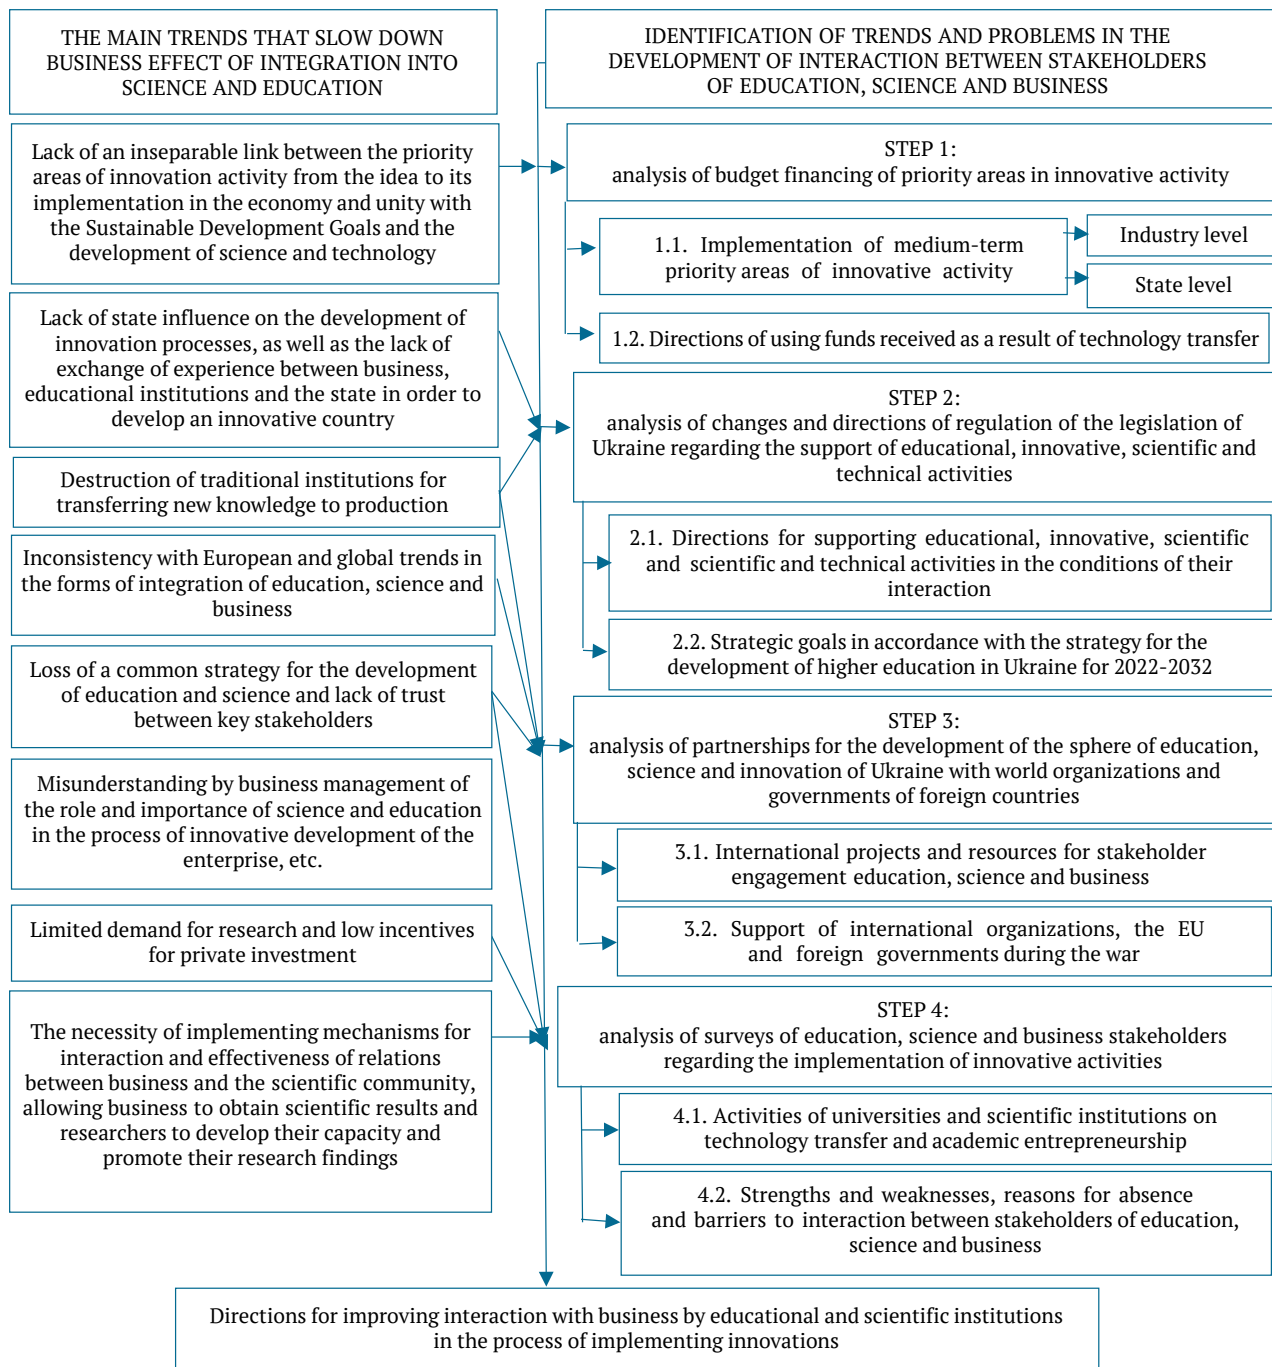 THE MAIN TRENDS THAT SLOW DOWN
BUSINESS EFFECT OF INTEGRATION INTO
SCIENCE AND EDUCATION
Lack of an inseparable link between the priority
areas of innovation activity from the idea to its
implementation in the economy and unity with
the Sustainable Development Goals and the
development of science and technology
Lack of state influence on the development of
innovation processes, as well as the lack of
exchange of experience between business,
educational institutions and the state in order to
develop an innovative country
Destruction of traditional institutions for
transferring new knowledge to production
Inconsistency with European and global trends in
the forms of integration of education, science and
business
Loss of a common strategy for the development
of education and science and lack of trust
between key stakeholders
Misunderstanding by business management of
the role and importance of science and education
in the process of innovative development of the
enterprise, etc.
Limited demand for research and low incentives
for private investment
The necessity of implementing mechanisms for
interaction and effectiveness of relations
between business and the scientific community,
allowing business to obtain scientific results and
researchers to develop their capacity and
promote their research findings
IDENTIFICATION OF TRENDS AND PROBLEMS IN THE
DEVELOPMENT OF INTERACTION BETWEEN STAKEHOLDERS
OF EDUCATION, SCIENCE AND BUSINESS
STEP 1:
analysis of budget financing of priority areas in innovative activity
1.1. Implementation of medium-term
priority areas of innovative activity
Industry level
State level
1.2. Directions of using funds received as a result of technology transfer
STEP 2:
analysis of changes and directions of regulation of the legislation of
Ukraine regarding the support of educational, innovative, scientific and
technical activities
2.1. Directions for supporting educational, innovative, scientific
and scientific and technical activities in the conditions of their
interaction
2.2. Strategic goals in accordance with the strategy for the
development of higher education in Ukraine for 2022-2032
STEP 3:
analysis of partnerships for the development of the sphere of education,
science and innovation of Ukraine with world organizations and
governments of foreign countries
3.1. International projects and resources for stakeholder
engagement education, science and business
3.2. Support of international organizations, the EU
and foreign governments during the war
STEP 4:
analysis of surveys of education, science and business stakeholders
regarding the implementation of innovative activities
4.1. Activities of universities and scientific institutions on
technology transfer and academic entrepreneurship
4.2. Strengths and weaknesses, reasons for absence
and barriers to interaction between stakeholders of education,
science and business
Directions for improving interaction with business by educational and scientific institutions
in the process of implementing innovations